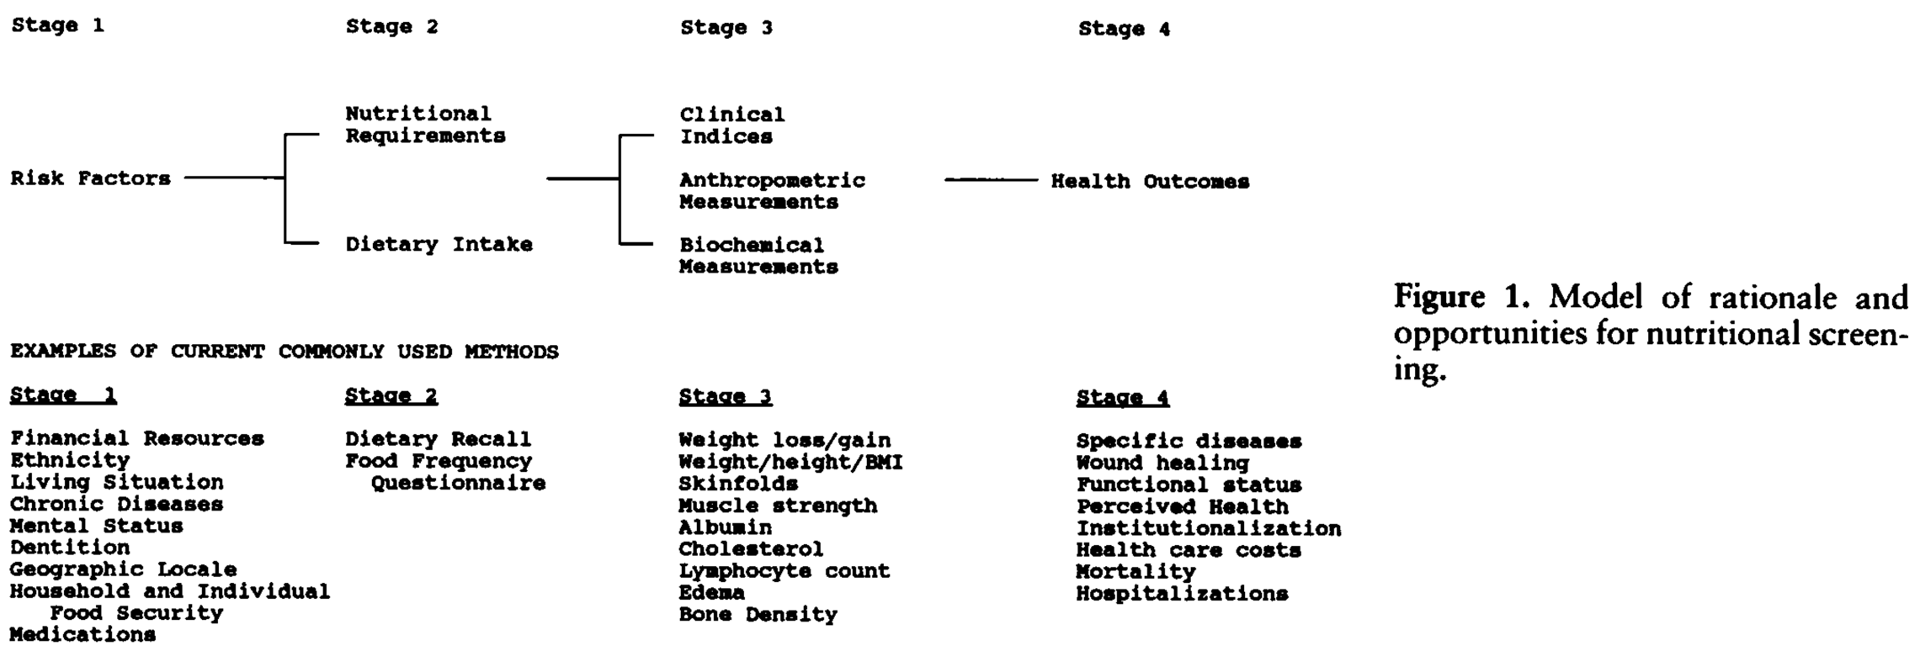 Stage 1
Stage 2
Stage 3
Stage 4
Risk Factors
Nutritional
Requirements
Dietary Intake
Clinical
Indices
Anthropometric
Measurements
Biochemical
Measurements
Health Outcomes
EXAMPLES OF CURRENT COMMONLY USED METHODS
Stage 1
Financial Resources
Ethnicity
Living Situation
Chronic Diseases
Mental Status
Dentition
Geographic Locale
Household and Individual
Food Security
Medications
Stage 2
Dietary Recall
Food Frequency
Questionnaire
Stage 3
Weight loss/gain
Weight/height/BMI
Skinfolds
Muscle strength
Albumin
Cholesterol
Lymphocyte count
Edema
Bone Density
Stage 4
Specific diseases
Wound healing
Functional status
Perceived Health
Institutionalization
Health care costs
Mortality
Hospitalizations
Figure 1. Model of rationale and
opportunities for nutritional screen-
ing.